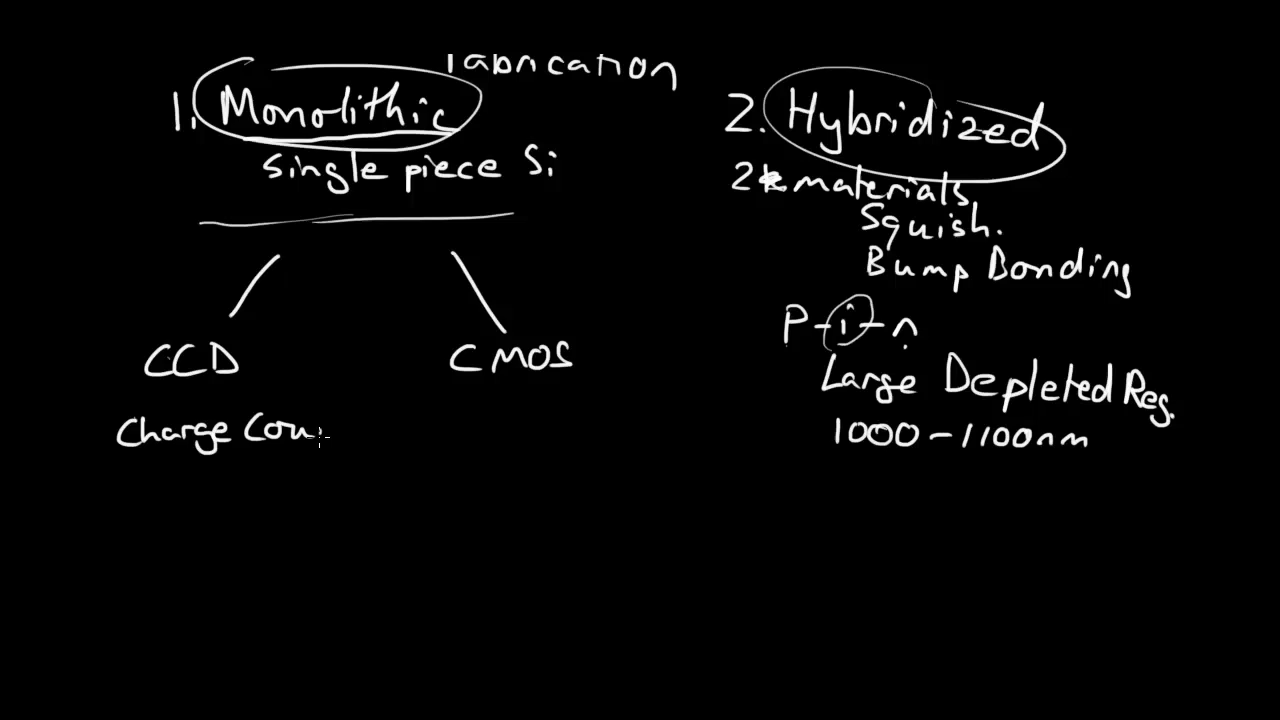 Fabrication
1. Monolithic
single piece Si
CCD
CMOS
Charge Cou
2. Hybridized
2 materials
Squish.
Bump Bonding
P-i-n
Large Depleted Reg.
1000-1100nm